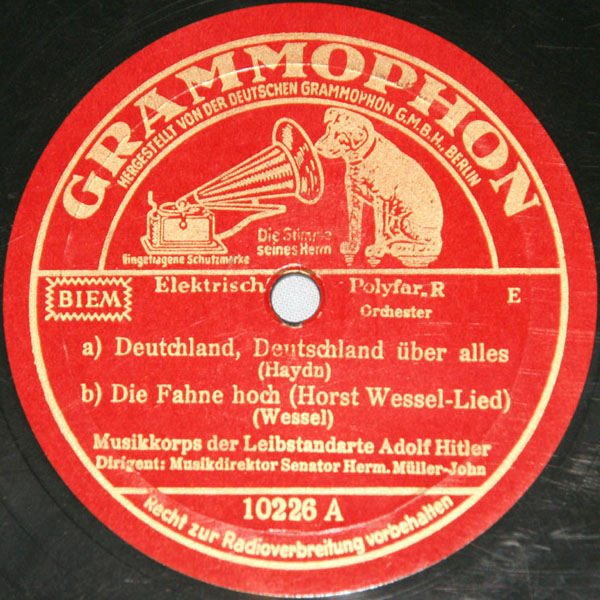 GRAMMOPHON
HERGESTELLT VON DER DEUTSCHEN GRAMMOPHON G.M.B.H., BERLIN
Die Stimme
seines Herrn
Eingetragene Schutzmarke
BIEM
Elektrisch Polyfar„R E
Orchester
a) Deutchland, Deutschland über alles
(Haydn)
b) Die Fahne hoch (Horst Wessel-Lied)
(Wessel)
Musikkorps der Leibstandarte Adolf Hitler
Dirigent: Musikdirektor Senator Herm. Müller-John
10226 A
Recht zur Radioverbreitung vorbehalten